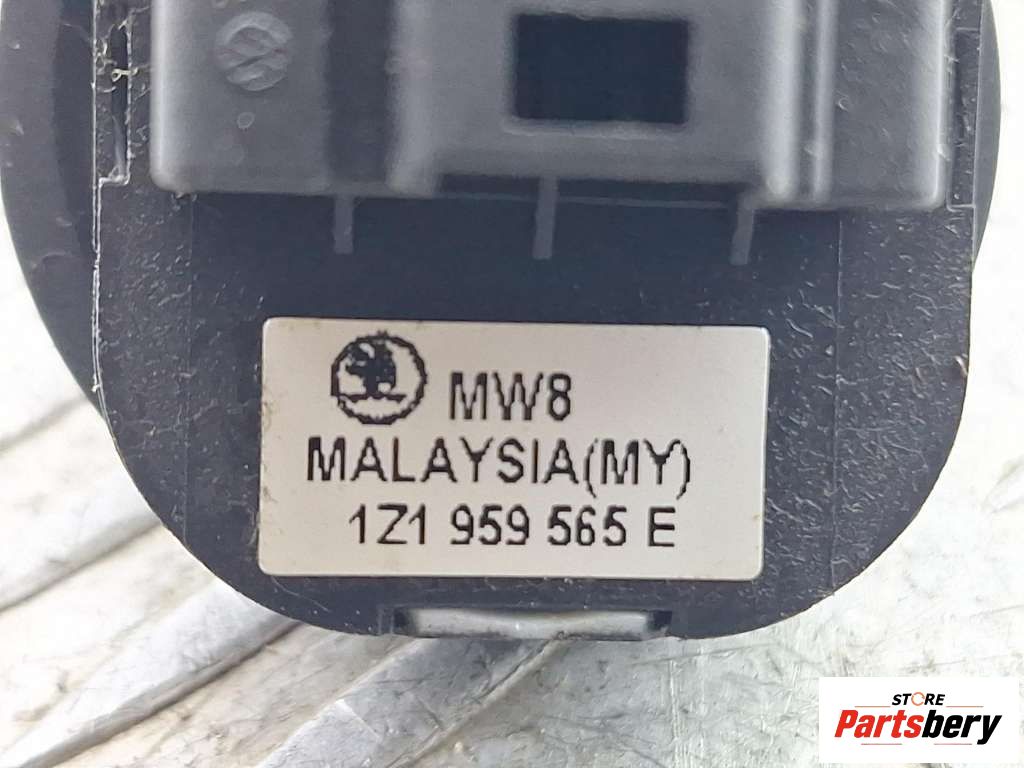 MW8
MALAYSIA(MY)
1Z1 959 565 E
STORE
Partsbery